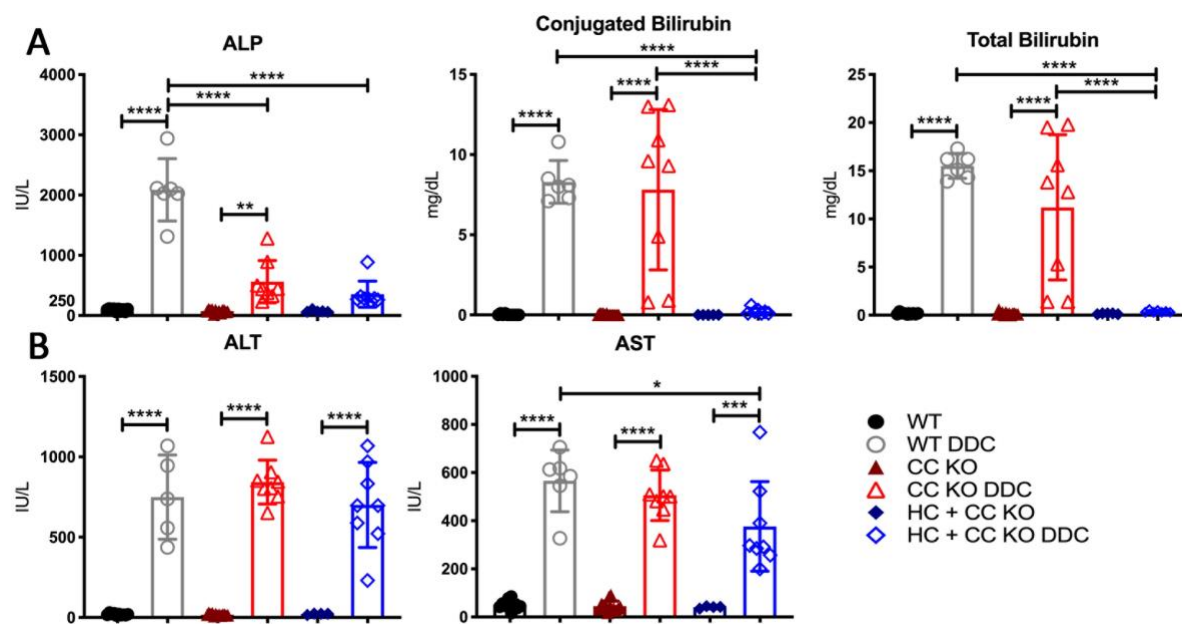 A
ALP
Conjugated Bilirubin
Total Bilirubin
4000
3000
2000
1000
250
0
IU/L
****
****
****
**
15
10
5
0
mg/dL
****
****
****
****
25
20
15
10
5
0
mg/dL
****
****
****
****
B
ALT
AST
1500
1000
500
0
IU/L
****
****
****
1000
800
600
400
200
0
IU/L
*
****
****
***
WT
WT DDC
CC KO
CC KO DDC
HC + CC KO
HC + CC KO DDC